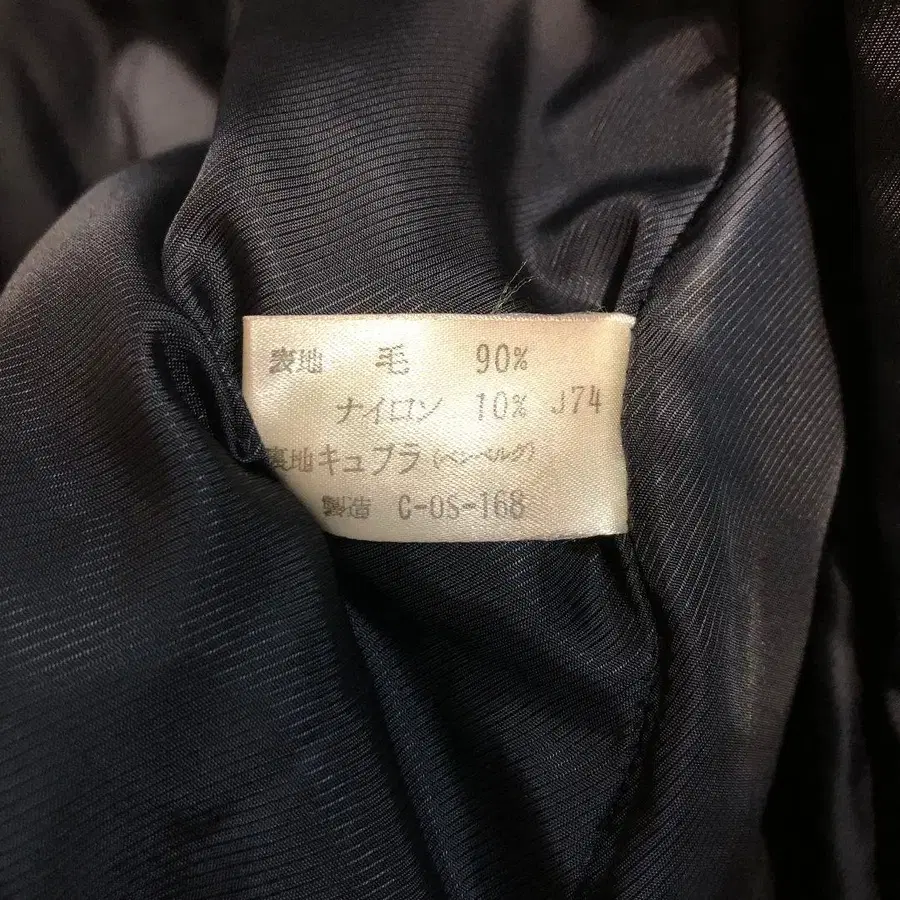 表地 毛 90%
ナイロン 10% J74
裏地 キュプラ (ベンベルグ)
製造 C-OS-168